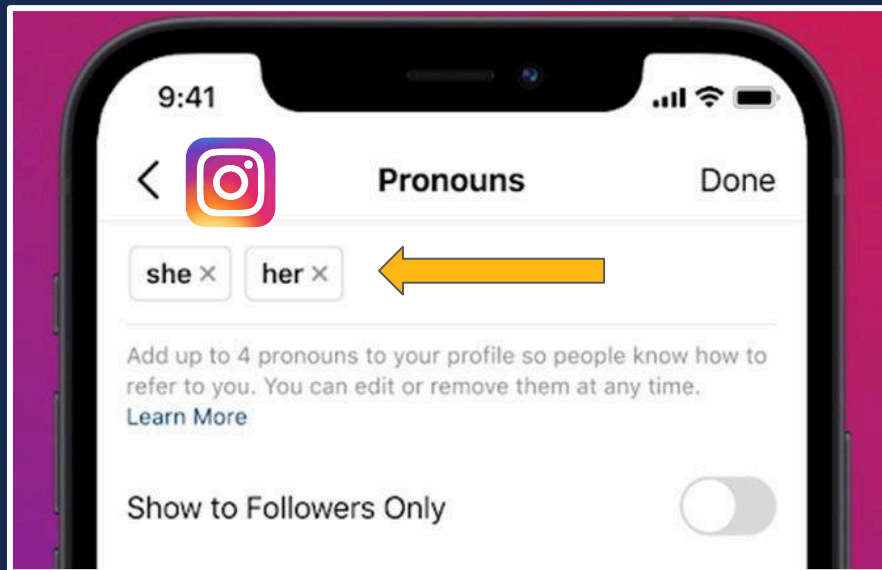 9:41
Pronouns Done
she × her ×
Add up to 4 pronouns to your profile so people know how to
refer to you. You can edit or remove them at any time.
Learn More
Show to Followers Only